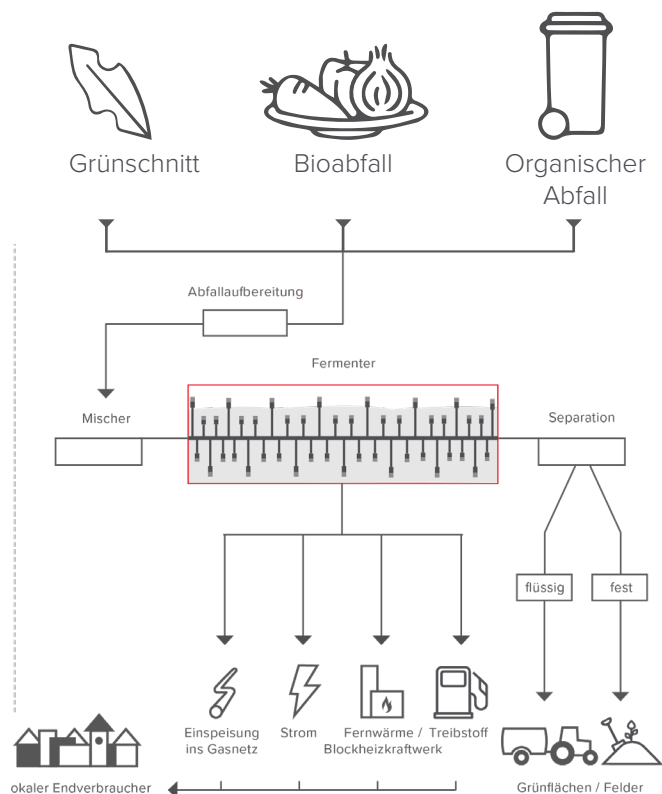 Grünschnitt
Bioabfall
Organischer
Abfall
Abfallaufbereitung
Fermenter
Mischer
Separation
flüssig
fest
Einspeisung
ins Gasnetz
Strom
Fernwärme /
Blockheizkraftwerk
Treibstoff
okaler Endverbraucher
Grünflächen / Felder